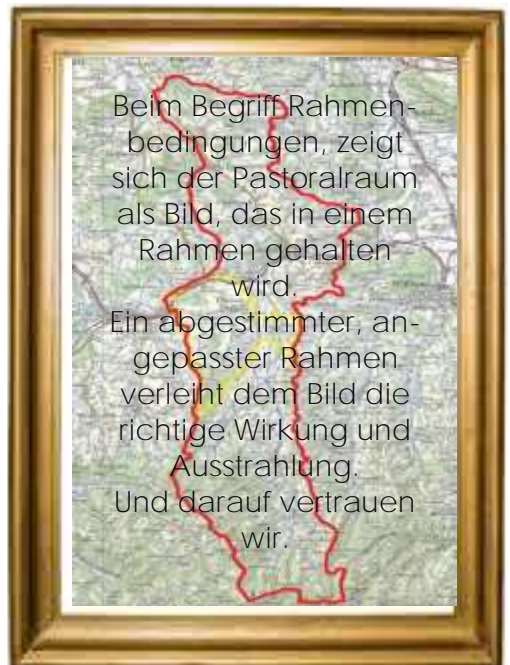 Beim Begriff Rahmen-
bedingungen, zeigt
sich der Pastoralraum
als Bild, das in einem
Rahmen gehalten
wird.
Ein abgestimmter, an-
gepasster Rahmen
verleiht dem Bild die
richtige Wirkung und
Ausstrahlung.
Und darauf vertrauen
wir.